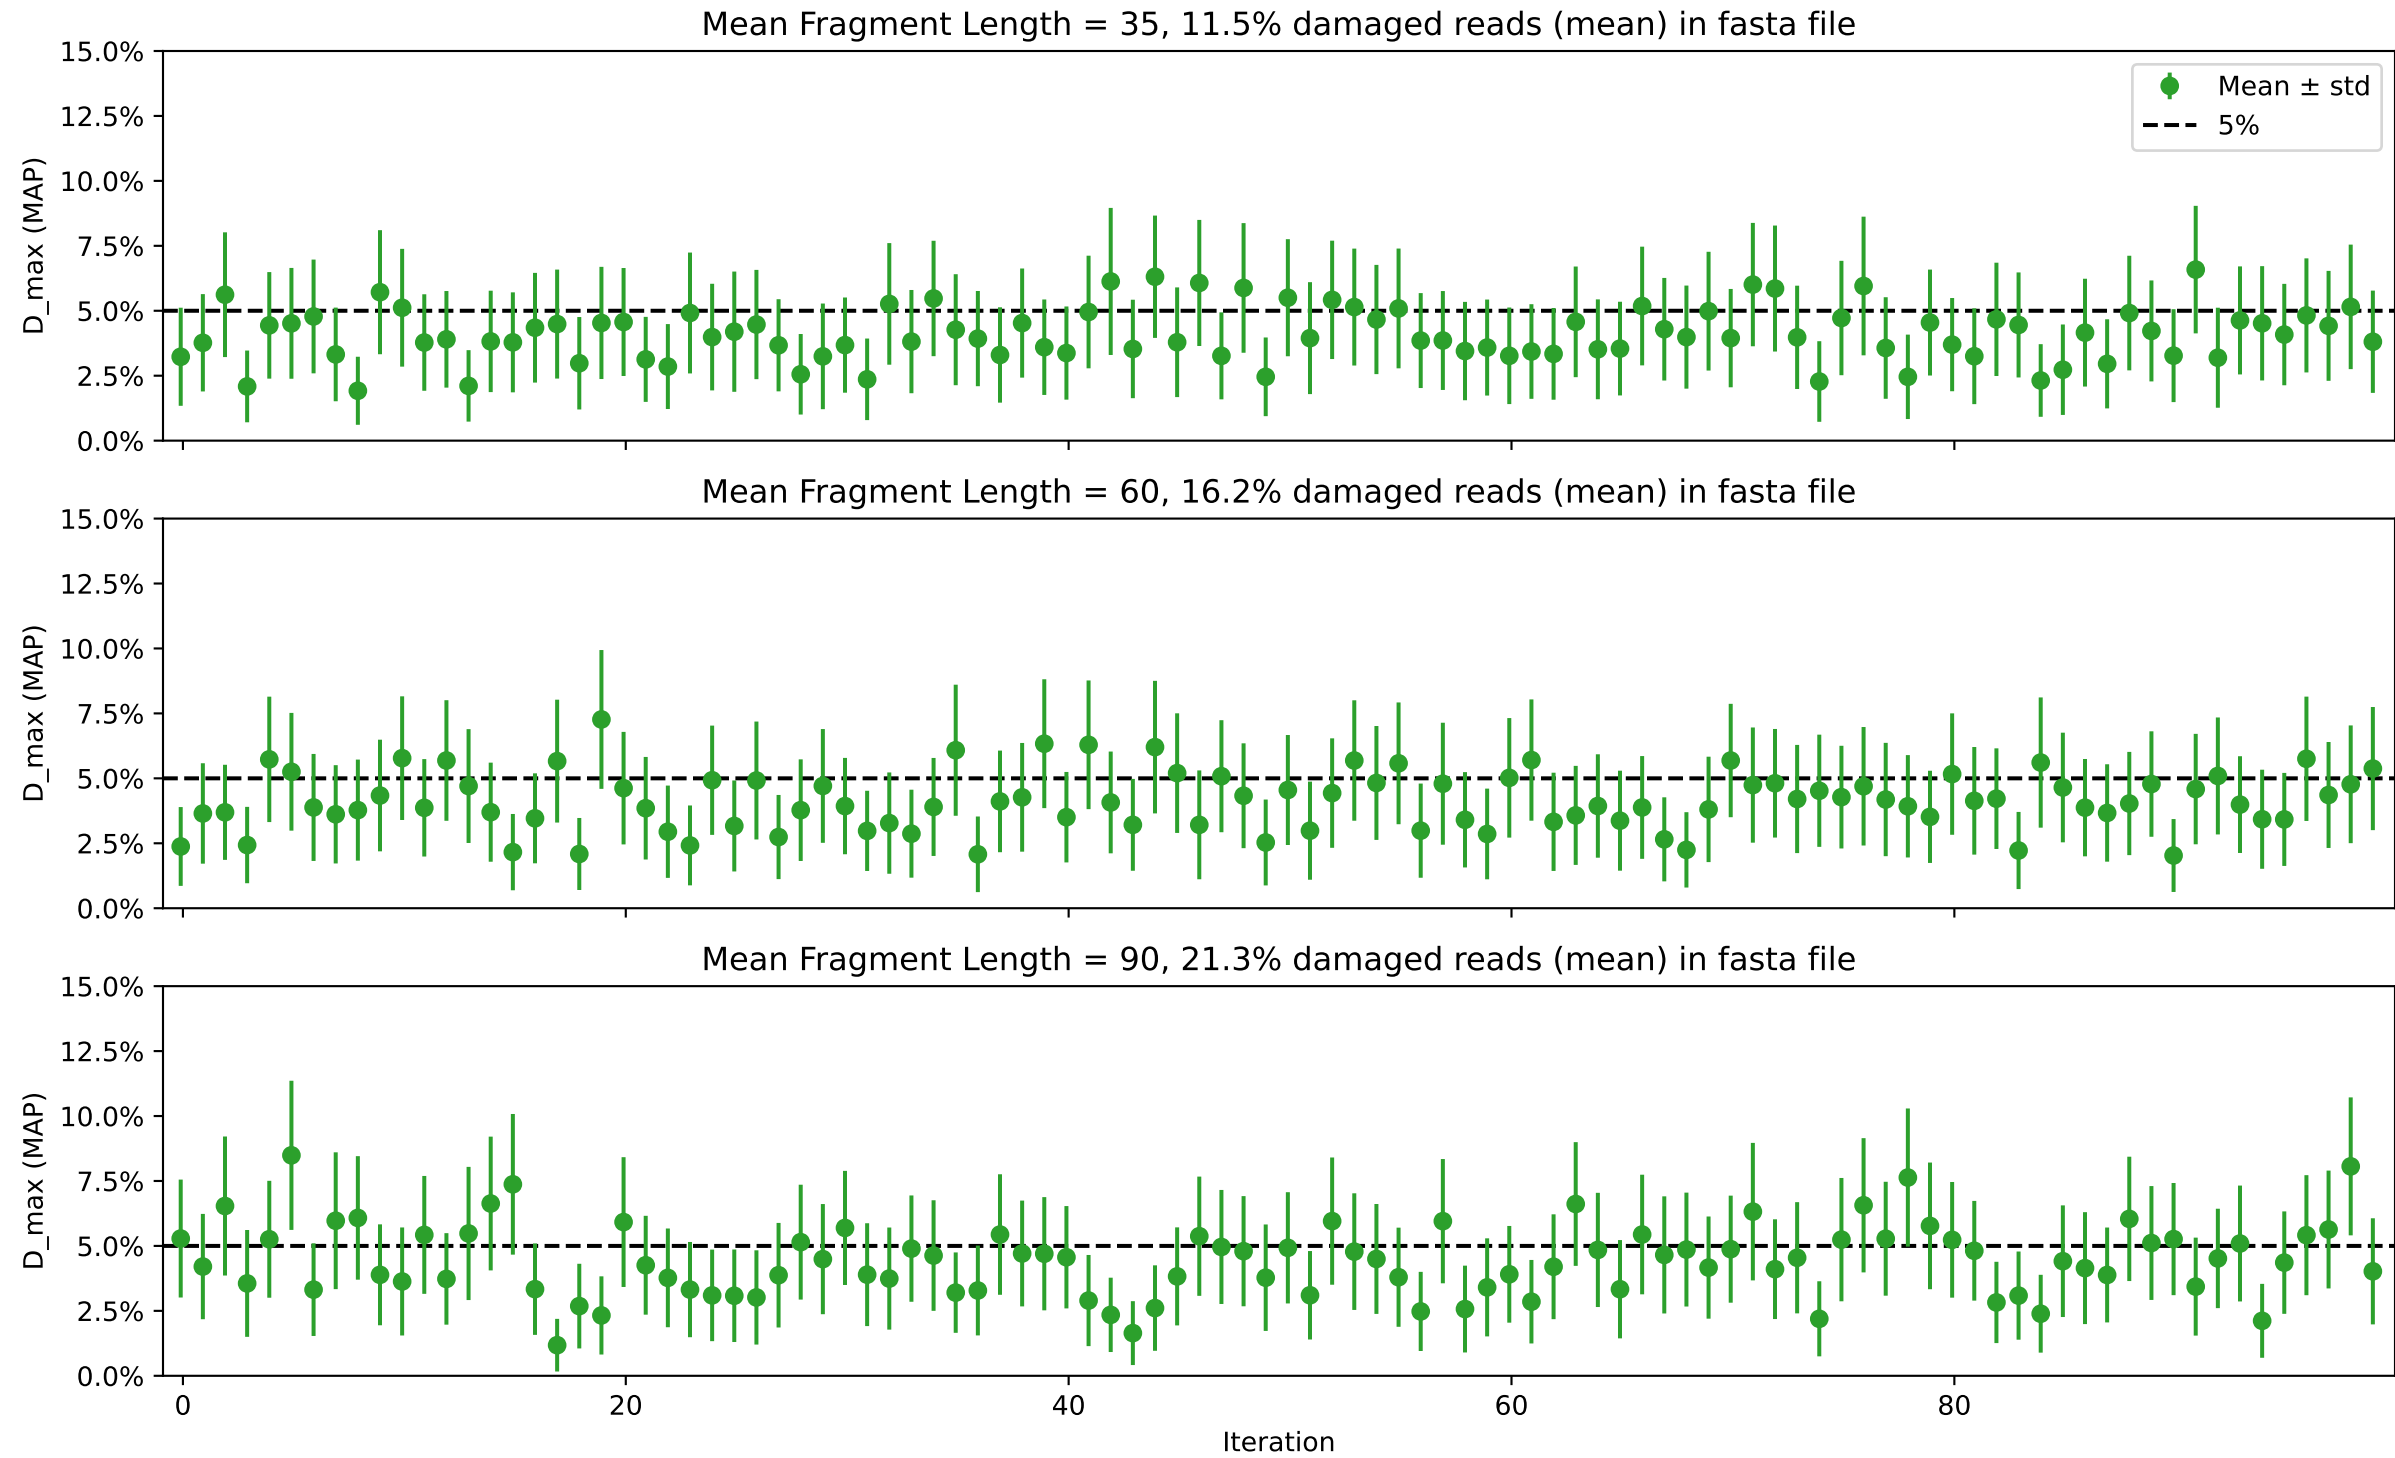 Mean Fragment Length = 35, 11.5% damaged reads (mean) in fasta file
15.0%
12.5%
10.0%
7.5%
5.0%
2.5%
0.0%
D_max (MAP)
Mean ± std
5%
Mean Fragment Length = 60, 16.2% damaged reads (mean) in fasta file
15.0%
12.5%
10.0%
7.5%
5.0%
2.5%
0.0%
D_max (MAP)
Mean Fragment Length = 90, 21.3% damaged reads (mean) in fasta file
15.0%
12.5%
10.0%
7.5%
5.0%
2.5%
0.0%
D_max (MAP)
0 20 40 60 80
Iteration